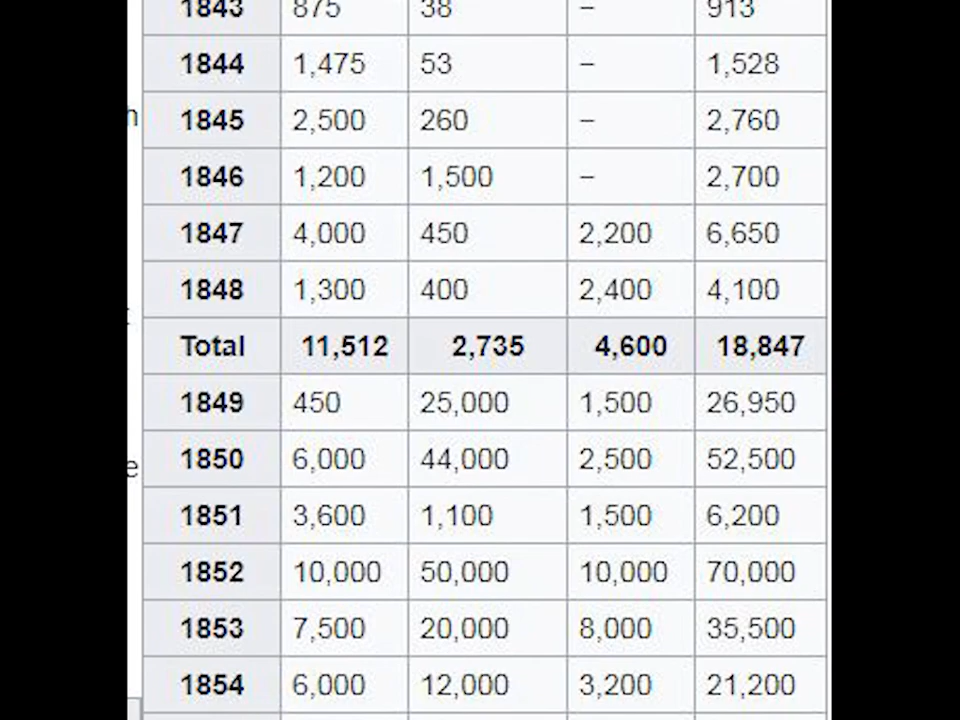 1843 875 38 – 913
1844 1,475 53 – 1,528
h
1845 2,500 260 – 2,760
1846 1,200 1,500 – 2,700
1847 4,000 450 2,200 6,650
1848 1,300 400 2,400 4,100
Total 11,512 2,735 4,600 18,847
1849 450 25,000 1,500 26,950
1850 6,000 44,000 2,500 52,500
e
1851 3,600 1,100 1,500 6,200
1852 10,000 50,000 10,000 70,000
1853 7,500 20,000 8,000 35,500
1854 6,000 12,000 3,200 21,200